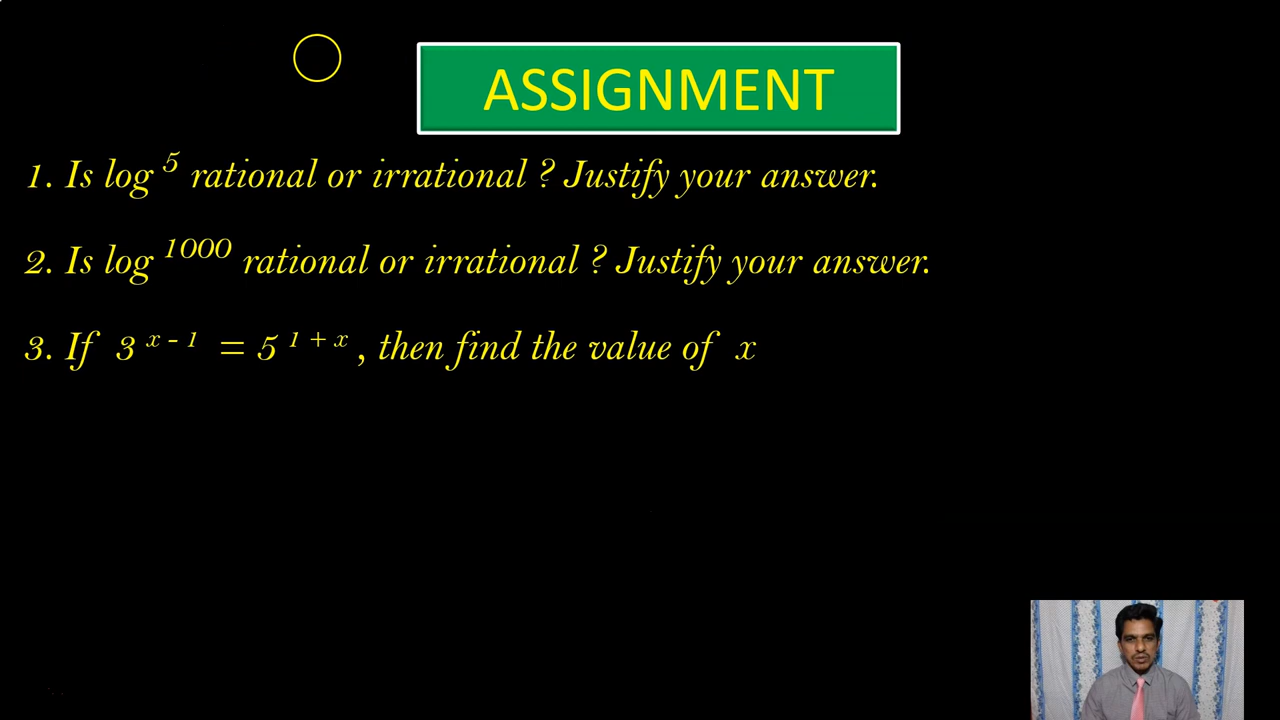 ASSIGNMENT
1. Is log ⁵ rational or irrational ? Justify your answer.
2. Is log ¹⁰⁰⁰ rational or irrational ? Justify your answer.
3. If 3 ˣ ⁻ ¹ = 5 ¹ ⁺ ˣ , then find the value of x